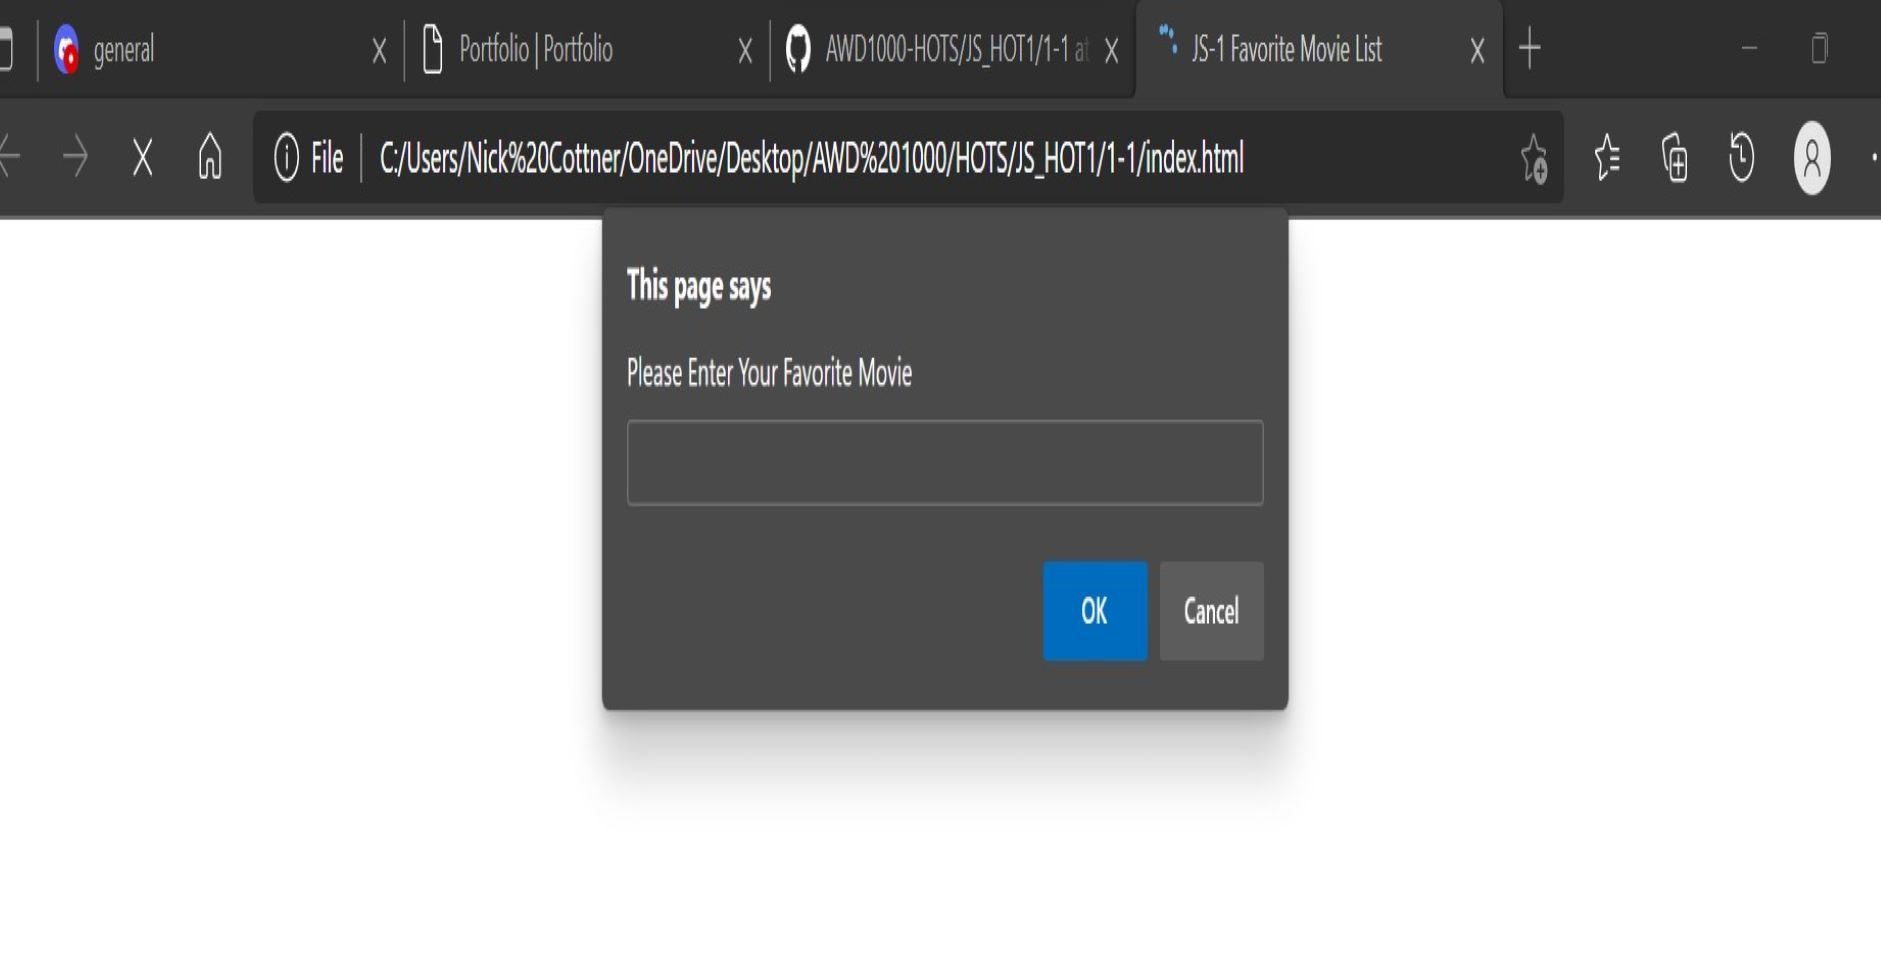 general
Portfolio | Portfolio
AWD1000-HOTS/JS_HOT1/1-1 at
JS-1 Favorite Movie List
File
C:/Users/Nick%20Cottner/OneDrive/Desktop/AWD%201000/HOTS/JS_HOT1/1-1/index.html
This page says
Please Enter Your Favorite Movie
OK
Cancel